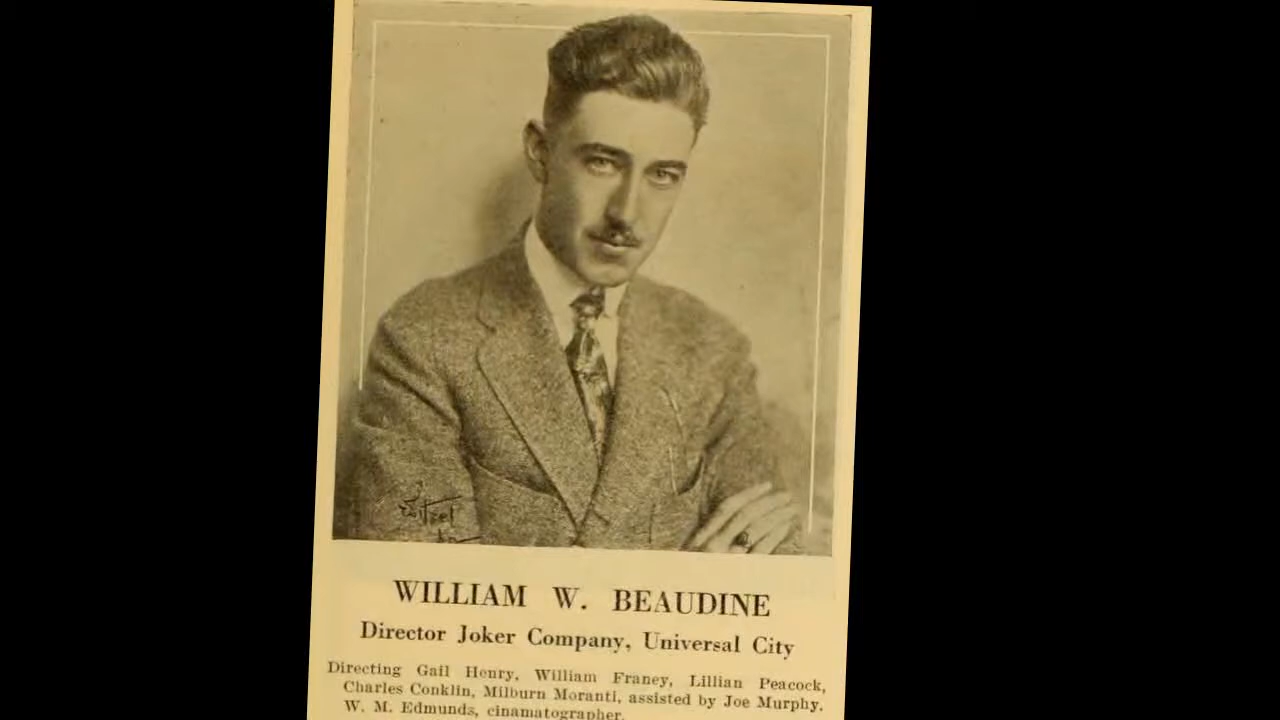 Witzel
WILLIAM W. BEAUDINE
Director Joker Company, Universal City
Directing Gail Henry, William Franey, Lillian Peacock,
Charles Conklin, Milburn Moranti, assisted by Joe Murphy.
W. M. Edmunds, cinamatographer.